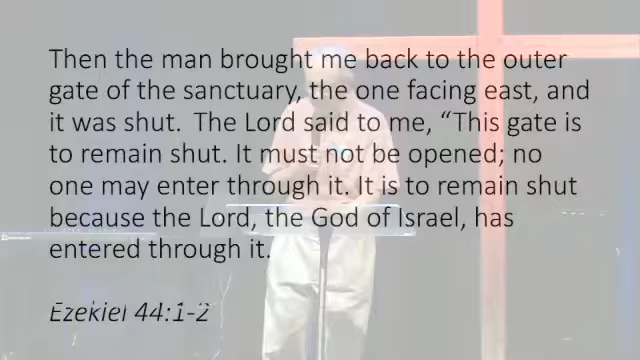 Then the man brought me back to the outer
gate of the sanctuary, the one facing east, and
it was shut.  The Lord said to me, “This gate is
to remain shut. It must not be opened; no
one may enter through it. It is to remain shut
because the Lord, the God of Israel, has
entered through it.
Ezekiel 44:1-2